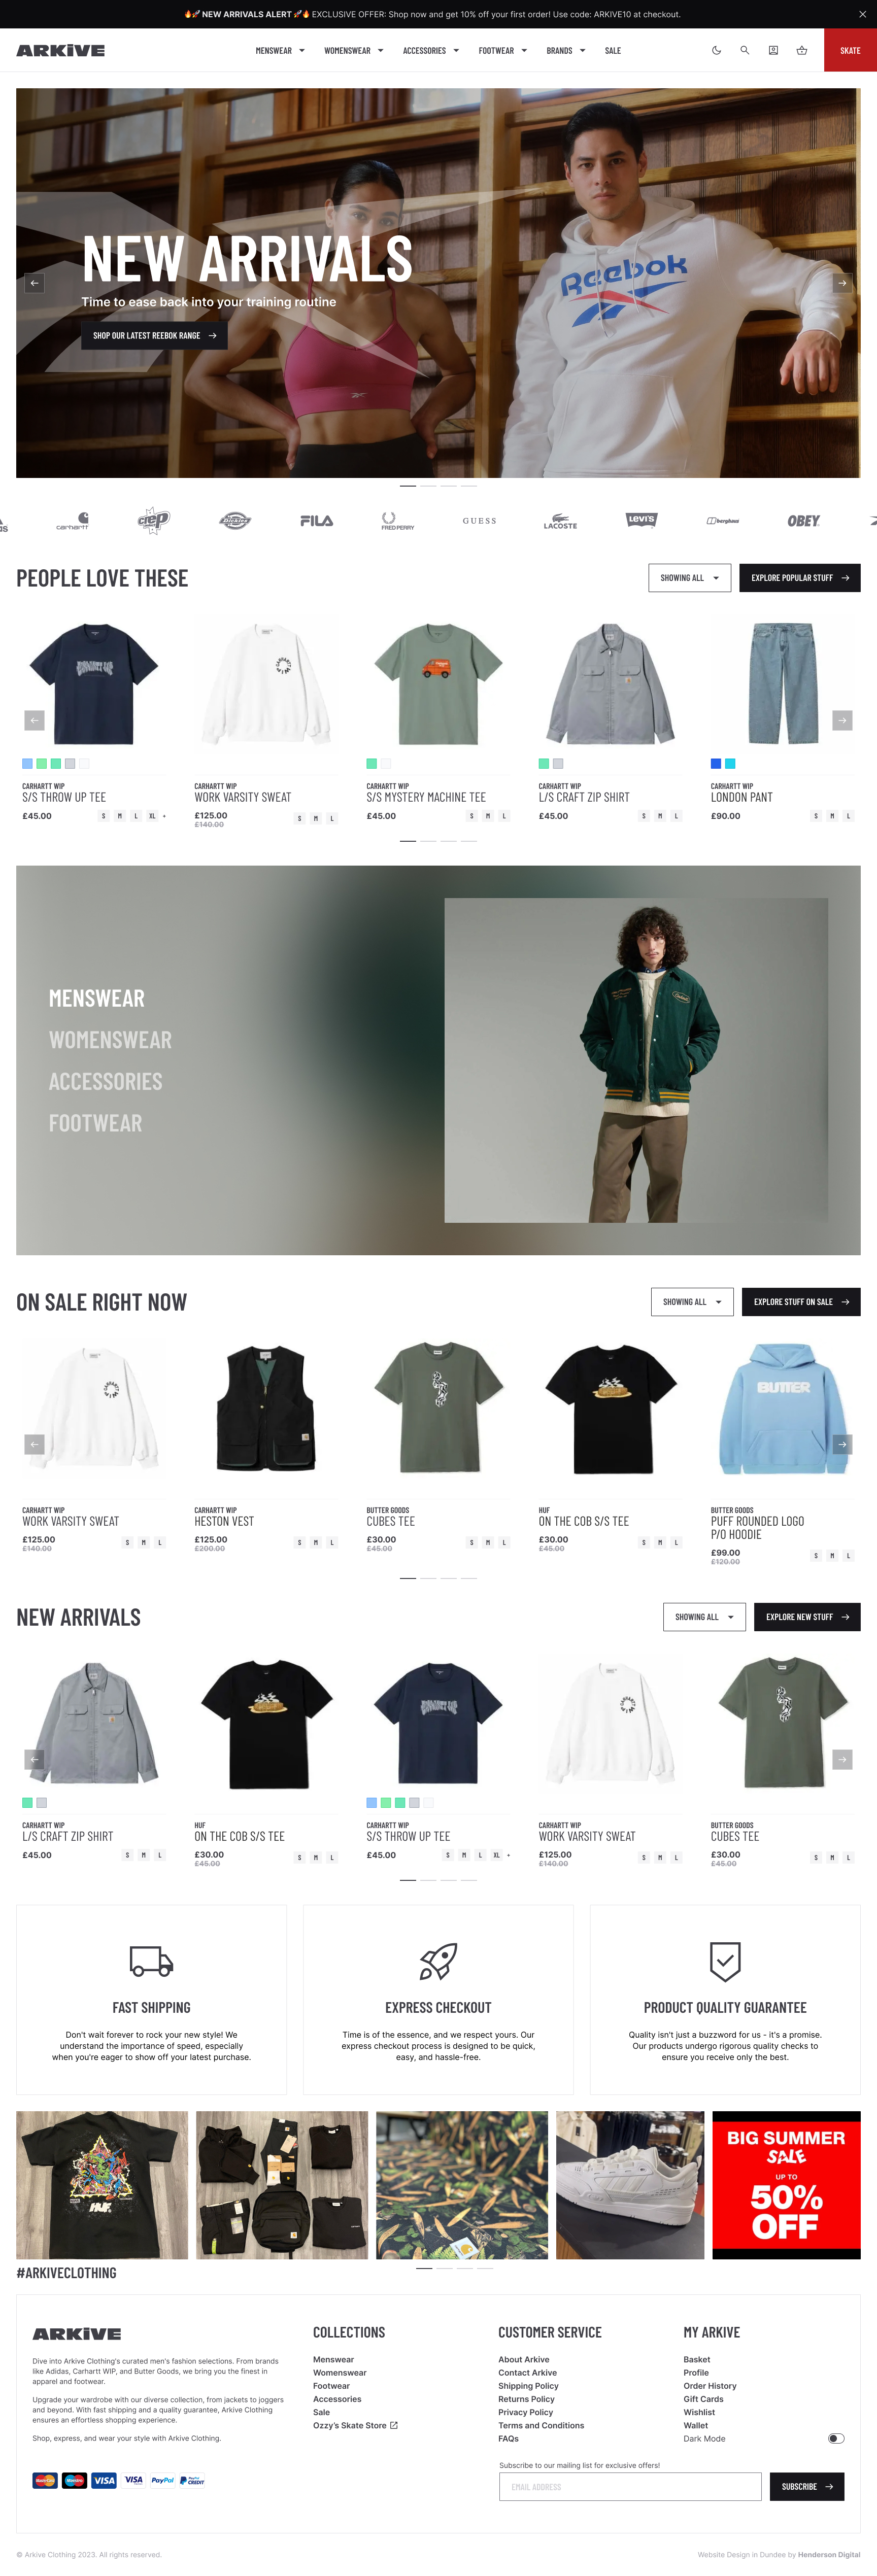 🔥🚀 NEW ARRIVALS ALERT 🚀🔥 EXCLUSIVE OFFER: Shop now and get 10% off your first order! Use code: ARKIVE10 at checkout.
ARKIVE
MENSWEAR WOMENSWEAR ACCESSORIES FOOTWEAR BRANDS SALE SKATE
Reebok
NEW ARRIVALS
Time to ease back into your training routine
SHOP OUR LATEST REEBOK RANGE
carhartt crep Dickies FILA FRED PERRY GUESS LACOSTE Levi's berghaus OBEY
PEOPLE LOVE THESE
SHOWING ALL EXPLORE POPULAR STUFF
CARHARTT WIP
S/S THROW UP TEE
£45.00 S M L XL +
CARHARTT WIP
WORK VARSITY SWEAT
£125.00
£140.00 S M L
CARHARTT WIP
S/S MYSTERY MACHINE TEE
£45.00 S M L
CARHARTT WIP
L/S CRAFT ZIP SHIRT
£45.00 S M L
CARHARTT WIP
LONDON PANT
£90.00 S M L
MENSWEAR
WOMENSWEAR
ACCESSORIES
FOOTWEAR
ON SALE RIGHT NOW
SHOWING ALL EXPLORE STUFF ON SALE
BUTTER
CARHARTT WIP
WORK VARSITY SWEAT
£125.00
£140.00 S M L
CARHARTT WIP
HESTON VEST
£125.00
£200.00 S M L
BUTTER GOODS
CUBES TEE
£30.00
£45.00 S M L
HUF
ON THE COB S/S TEE
£30.00
£45.00 S M L
BUTTER GOODS
PUFF ROUNDED LOGO
P/O HOODIE
£99.00
£120.00 S M L
NEW ARRIVALS
SHOWING ALL EXPLORE NEW STUFF
CARHARTT WIP
L/S CRAFT ZIP SHIRT
£45.00 S M L
HUF
ON THE COB S/S TEE
£30.00
£45.00 S M L
CARHARTT WIP
S/S THROW UP TEE
£45.00 S M L XL +
CARHARTT WIP
WORK VARSITY SWEAT
£125.00
£140.00 S M L
BUTTER GOODS
CUBES TEE
£30.00
£45.00 S M L
FAST SHIPPING
Don't wait forever to rock your new style! We
understand the importance of speed, especially
when you're eager to show off your latest purchase.
EXPRESS CHECKOUT
Time is of the essence, and we respect yours. Our
express checkout process is designed to be quick,
easy, and hassle-free.
PRODUCT QUALITY GUARANTEE
Quality isn't just a buzzword for us - it's a promise.
Our products undergo rigorous quality checks to
ensure you receive only the best.
HUF
BIG SUMMER
SALE
UP TO
50%
OFF
#ARKIVECLOTHING
ARKIVE
Dive into Arkive Clothing's curated men's fashion selections. From brands
like Adidas, Carhartt WIP, and Butter Goods, we bring you the finest in
apparel and footwear.
Upgrade your wardrobe with our diverse collection, from jackets to joggers
and beyond. With fast shipping and a quality guarantee, Arkive Clothing
ensures an effortless shopping experience.
Shop, express, and wear your style with Arkive Clothing.
MasterCard Maestro VISA VISA PayPal PayPal CREDIT
COLLECTIONS
Menswear
Womenswear
Footwear
Accessories
Sale
Ozzy's Skate Store
CUSTOMER SERVICE
About Arkive
Contact Arkive
Shipping Policy
Returns Policy
Privacy Policy
Terms and Conditions
FAQs
MY ARKIVE
Basket
Profile
Order History
Gift Cards
Wishlist
Wallet
Dark Mode
Subscribe to our mailing list for exclusive offers!
EMAIL ADDRESS SUBSCRIBE
© Arkive Clothing 2023. All rights reserved.
Website Design in Dundee by Henderson Digital